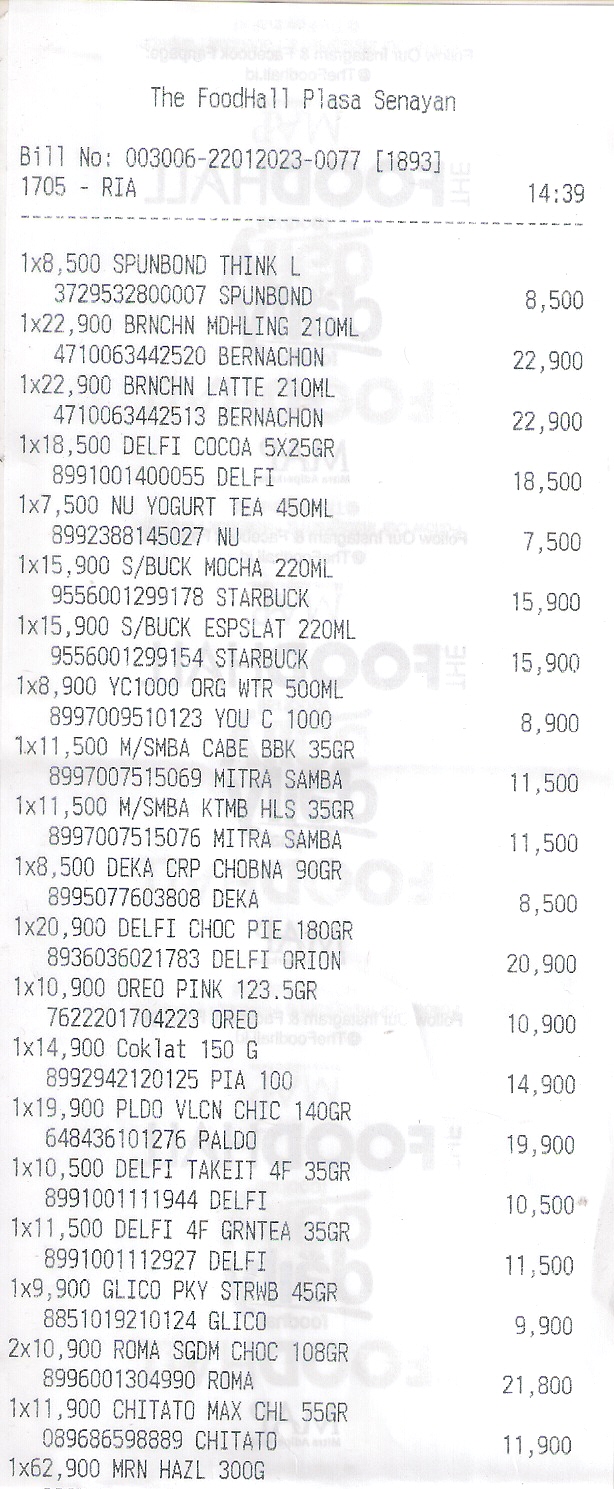 The FoodHall Plasa Senayan
Bill No: 003006-22012023-0077 [1893]
1705 - RIA 14:39
1x8,500 SPUNBOND THINK L
3729532800007 SPUNBOND 8,500
1x22,900 BRNCHN MDHLING 210ML
4710063442520 BERNACHON 22,900
1x22,900 BRNCHN LATTE 210ML
4710063442513 BERNACHON 22,900
1x18,500 DELFI COCOA 5X25GR
8991001400055 DELFI 18,500
1x7,500 NU YOGURT TEA 450ML
8992388145027 NU 7,500
1x15,900 S/BUCK MOCHA 220ML
9556001299178 STARBUCK 15,900
1x15,900 S/BUCK ESPSLAT 220ML
9556001299154 STARBUCK 15,900
1x8,900 YC1000 ORG WTR 500ML
8997009510123 YOU C 1000 8,900
1x11,500 M/SMBA CABE BBK 35GR
8997007515069 MITRA SAMBA 11,500
1x11,500 M/SMBA KTMB HLS 35GR
8997007515076 MITRA SAMBA 11,500
1x8,500 DEKA CRP CHOBNA 90GR
8995077603808 DEKA 8,500
1x20,900 DELFI CHOC PIE 180GR
8936036021783 DELFI ORION 20,900
1x10,900 OREO PINK 123.5GR
7622201704223 OREO 10,900
1x14,900 Coklat 150 G
8992942120125 PIA 100 14,900
1x19,900 PLDO VLCN CHIC 140GR
648436101276 PALDO 19,900
1x10,500 DELFI TAKEIT 4F 35GR
8991001111944 DELFI 10,500
1x11,500 DELFI 4F GRNTEA 35GR
8991001112927 DELFI 11,500
1x9,900 GLICO PKY STRWB 45GR
8851019210124 GLICO 9,900
2x10,900 ROMA SGDM CHOC 108GR
8996001304990 ROMA 21,800
1x11,900 CHITATO MAX CHL 55GR
089686598889 CHITATO 11,900
1x62,900 MRN HAZL 300G